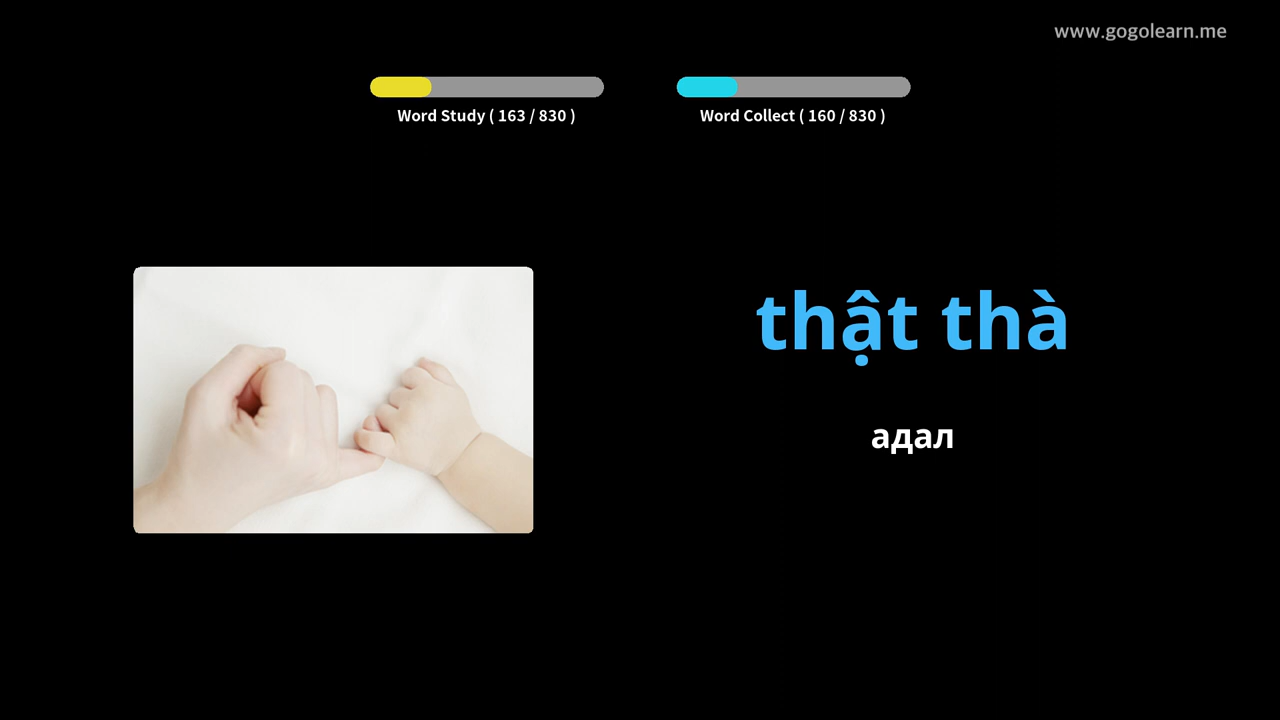 www.gogolearn.me
Word Study ( 163 / 830 )
Word Collect ( 160 / 830 )
thật thà
адал